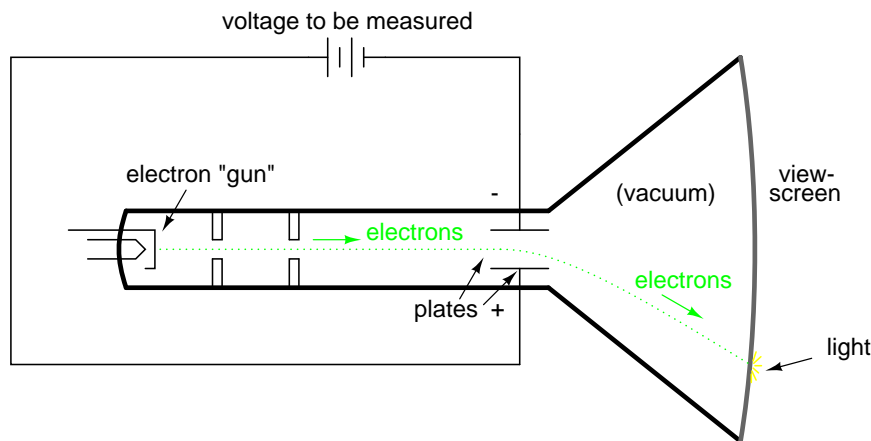 voltage to be measured
electron "gun"
-
(vacuum)
view-
screen
electrons
electrons
plates
+
light